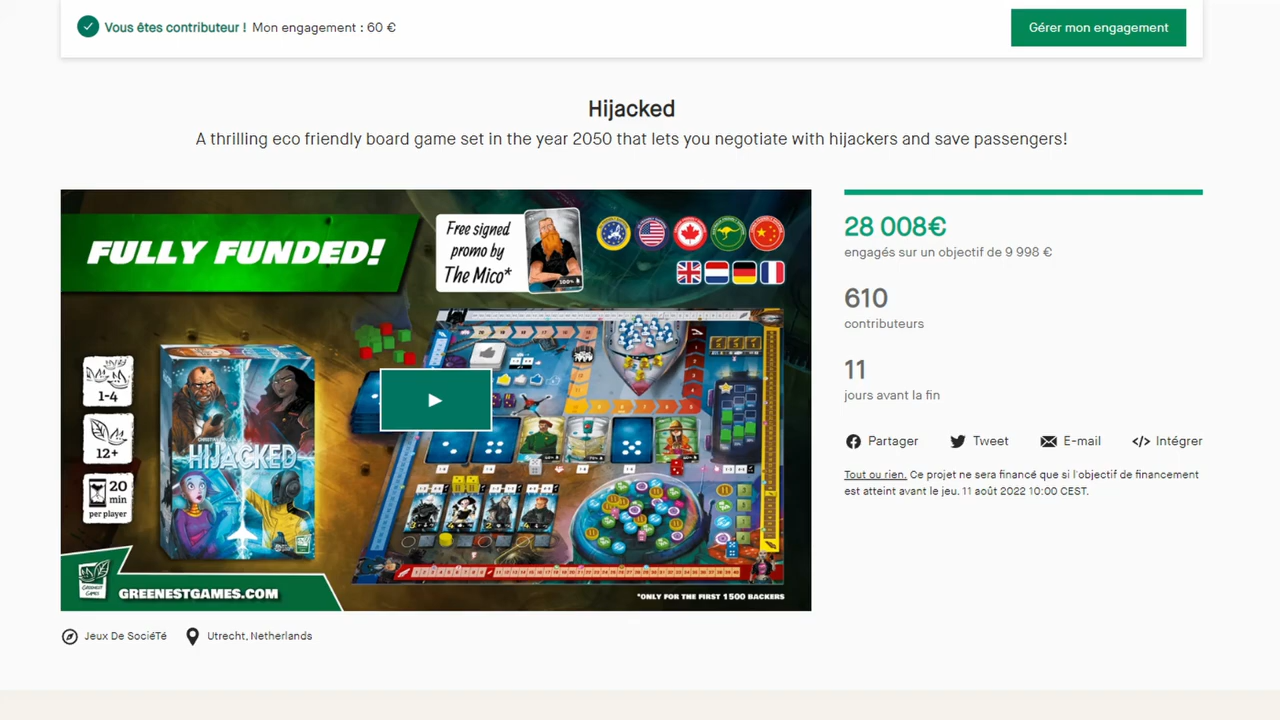 Vous êtes contributeur ! Mon engagement : 60 €
Gérer mon engagement
Hijacked
A thrilling eco friendly board game set in the year 2050 that lets you negotiate with hijackers and save passengers!
FULLY FUNDED!
Free signed
promo by
The Mico*
100%
1-4
12+
20
min
per player
HIJACKED
GREENEST
GAMES
GREENESTGAMES.COM
*ONLY FOR THE FIRST 1500 BACKERS
28 008€
engagés sur un objectif de 9 998 €
610
contributeurs
11
jours avant la fin
Partager
Tweet
E-mail
Intégrer
Tout ou rien. Ce projet ne sera financé que si l'objectif de financement
est atteint avant le jeu. 11 août 2022 10:00 CEST.
Jeux De SociéTé
Utrecht, Netherlands